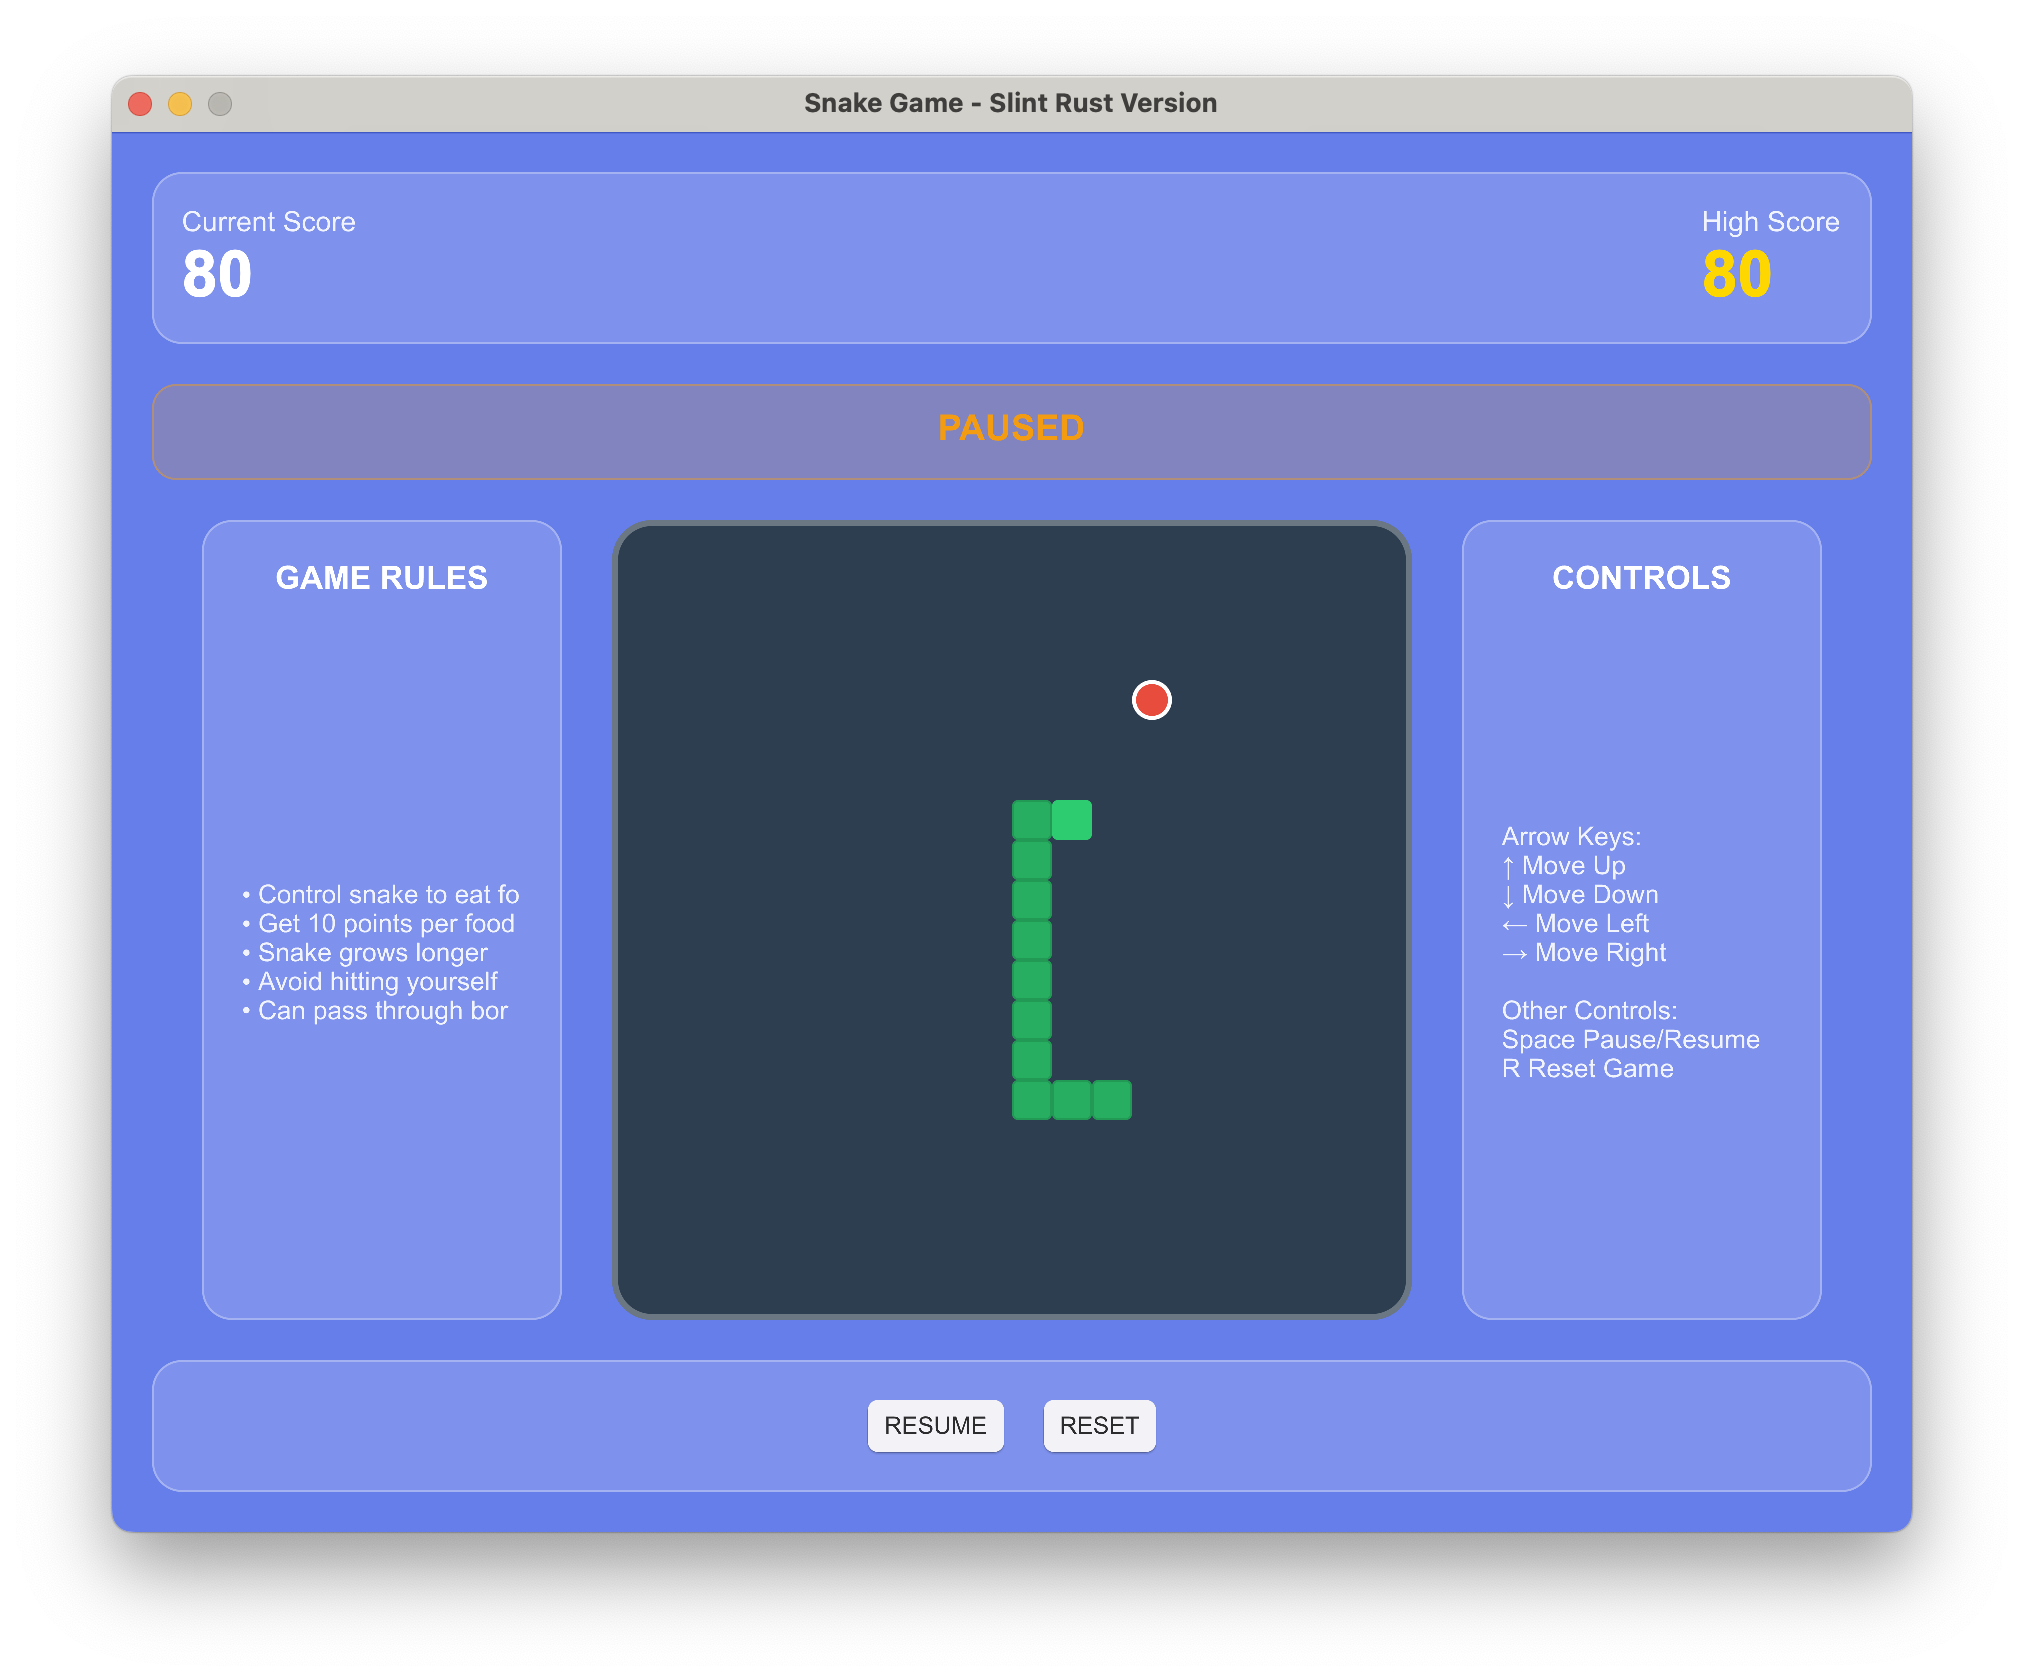 Snake Game - Slint Rust Version
Current Score
80
High Score
80
PAUSED
GAME RULES
• Control snake to eat fo
• Get 10 points per food
• Snake grows longer
• Avoid hitting yourself
• Can pass through bor
CONTROLS
Arrow Keys:
↑ Move Up
↓ Move Down
← Move Left
→ Move Right
Other Controls:
Space Pause/Resume
R Reset Game
RESUME
RESET